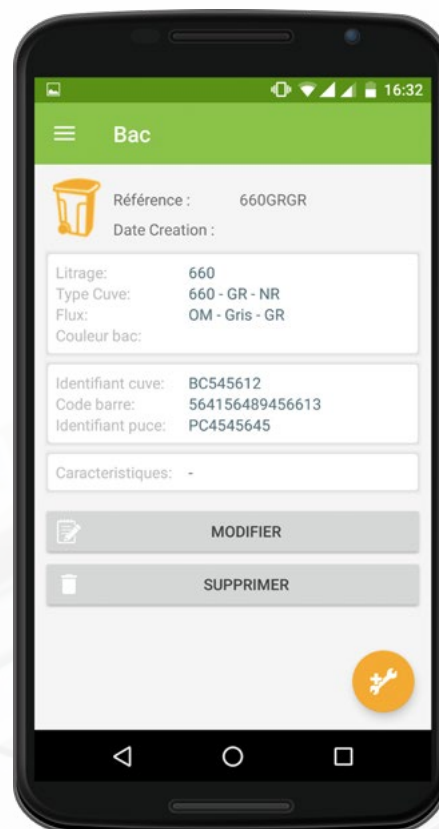 16:32
Bac
Référence : 660GRGR
Date Creation :
Litrage: 660
Type Cuve: 660 - GR - NR
Flux: OM - Gris - GR
Couleur bac:
Identifiant cuve: BC545612
Code barre: 564156489456613
Identifiant puce: PC4545645
Caracteristiques: -
MODIFIER
SUPPRIMER